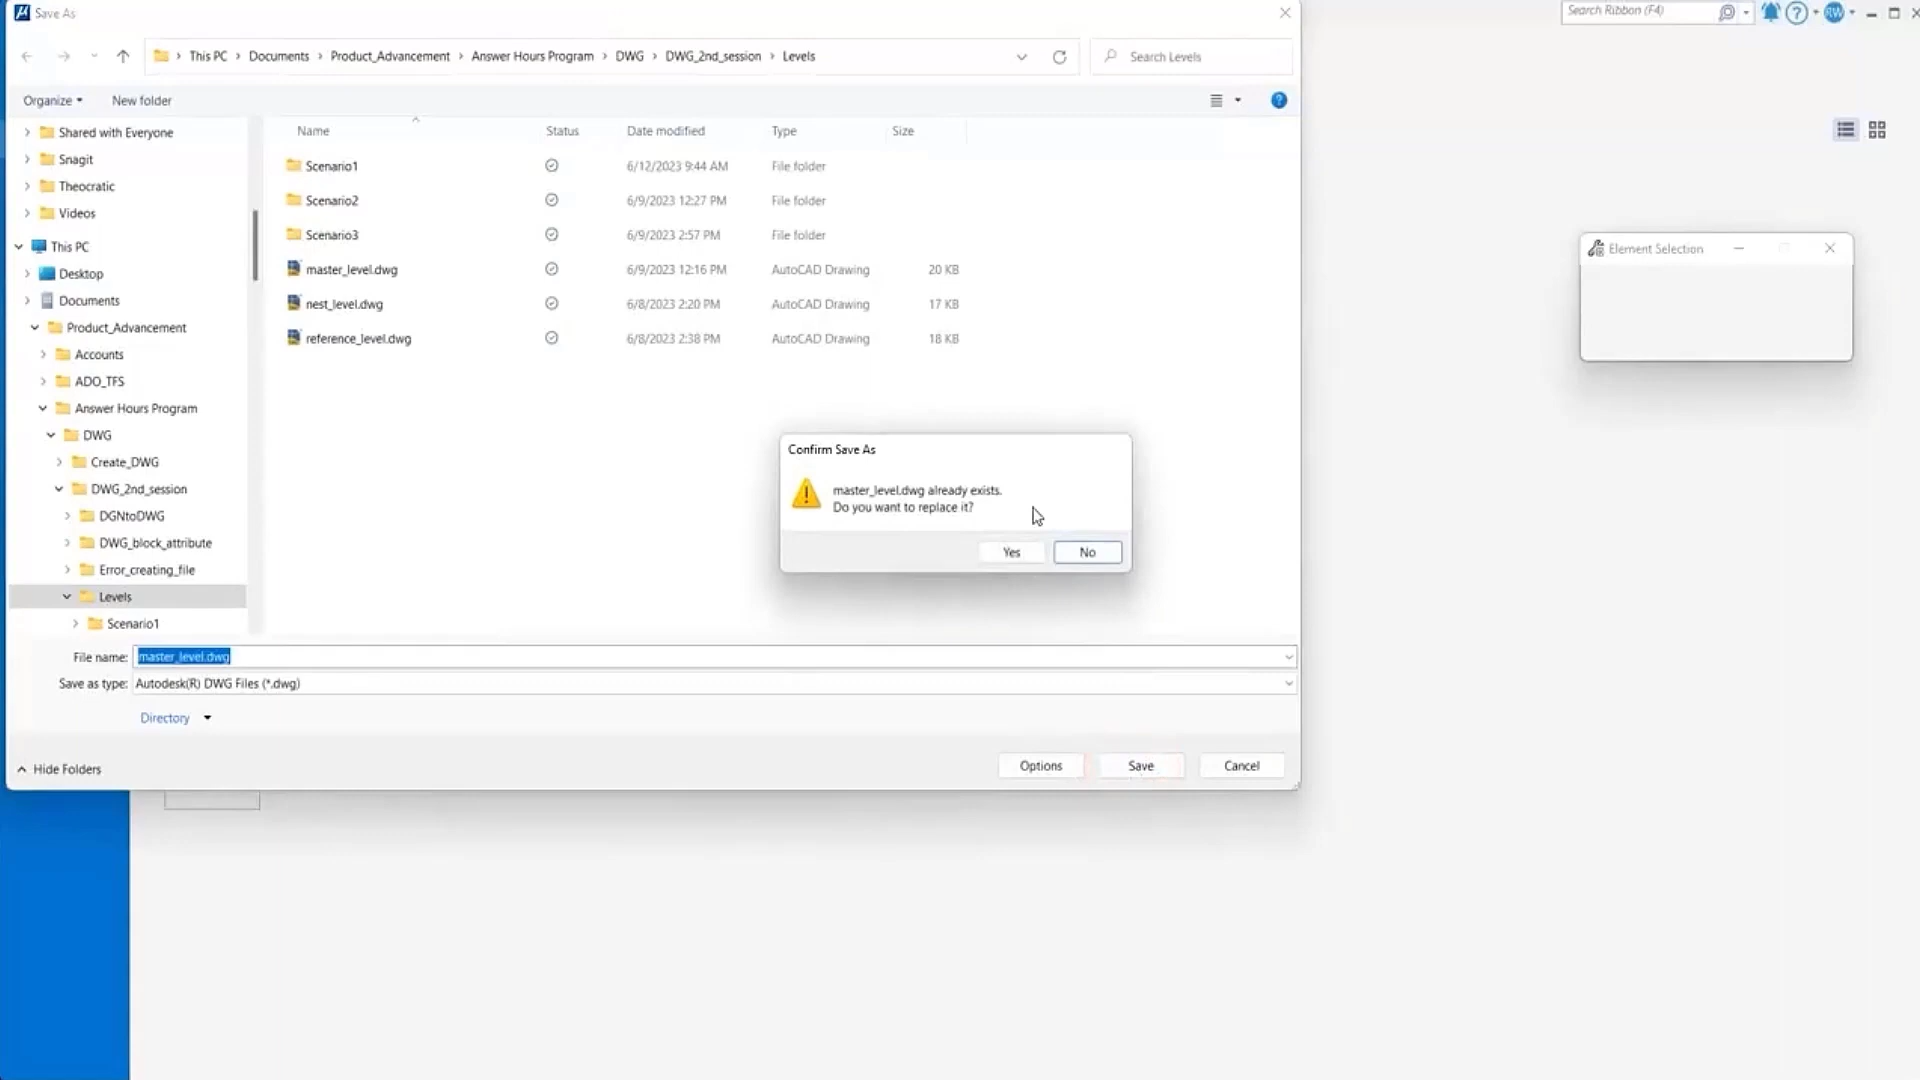 Save As
Search Ribbon (F4)
RW
This PC > Documents > Product_Advancement > Answer Hours Program > DWG > DWG_2nd_session > Levels
Search Levels
Organize
New folder
Name Status Date modified Type Size
Shared with Everyone
Snagit
Theocratic
Videos
This PC
Desktop
Documents
Product_Advancement
Accounts
ADO_TFS
Answer Hours Program
DWG
Create_DWG
DWG_2nd_session
DGNtoDWG
DWG_block_attribute
Error_creating_file
Levels
Scenario1
Scenario1 6/12/2023 9:44 AM File folder
Scenario2 6/9/2023 12:27 PM File folder
Scenario3 6/9/2023 2:57 PM File folder
master_level.dwg 6/9/2023 12:16 PM AutoCAD Drawing 20 KB
nest_level.dwg 6/8/2023 2:20 PM AutoCAD Drawing 17 KB
reference_level.dwg 6/8/2023 2:38 PM AutoCAD Drawing 18 KB
Element Selection
Confirm Save As
master_level.dwg already exists.
Do you want to replace it?
Yes No
File name: master_level.dwg
Save as type: Autodesk(R) DWG Files (*.dwg)
Directory
Hide Folders
Options Save Cancel